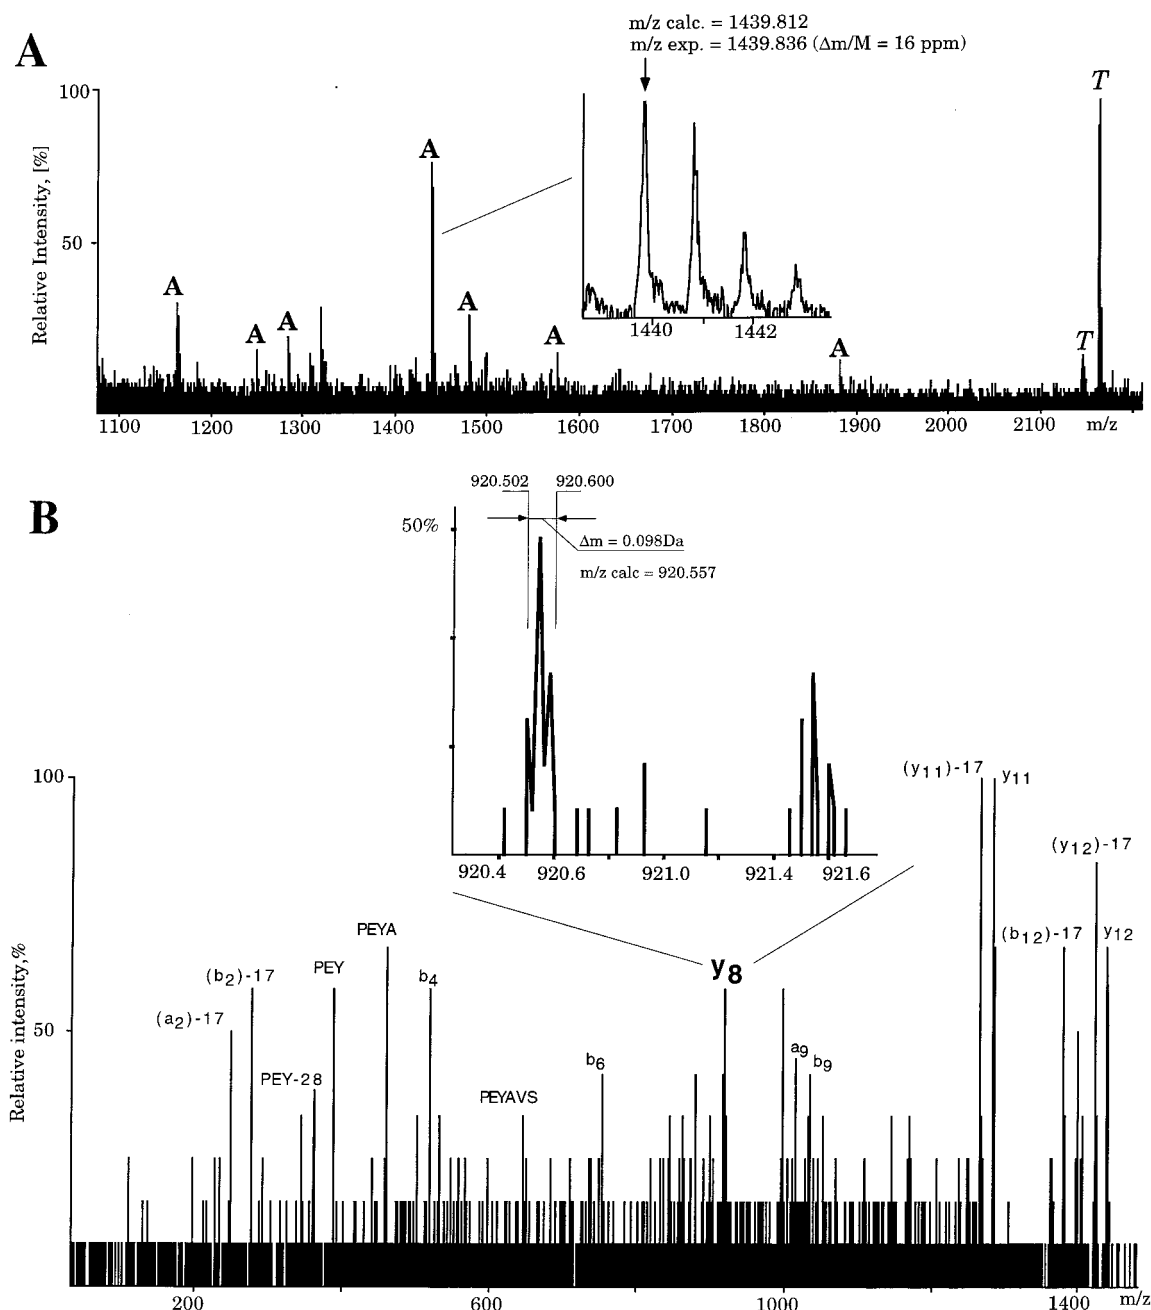 A
m/z calc. = 1439.812
m/z exp. = 1439.836 (Δm/M = 16 ppm)
100
T
A
Relative Intensity, [%]
50
A
A
A
A
A
A
T
1440 1442
1100 1200 1300 1400 1500 1600 1700 1800 1900 2000 2100 m/z
B
920.502 920.600
50%
Δm = 0.098Da
m/z calc = 920.557
920.4 920.6 921.0 921.4 921.6
100
(y11)-17 y11
(y12)-17
Relative intensity,%
PEYA
(b12)-17 y12
(b2)-17 PEY b4 y8
(a2)-17
50
PEY-28
b6 a9 b9
PEYAVS
200 600 1000 1400 m/z